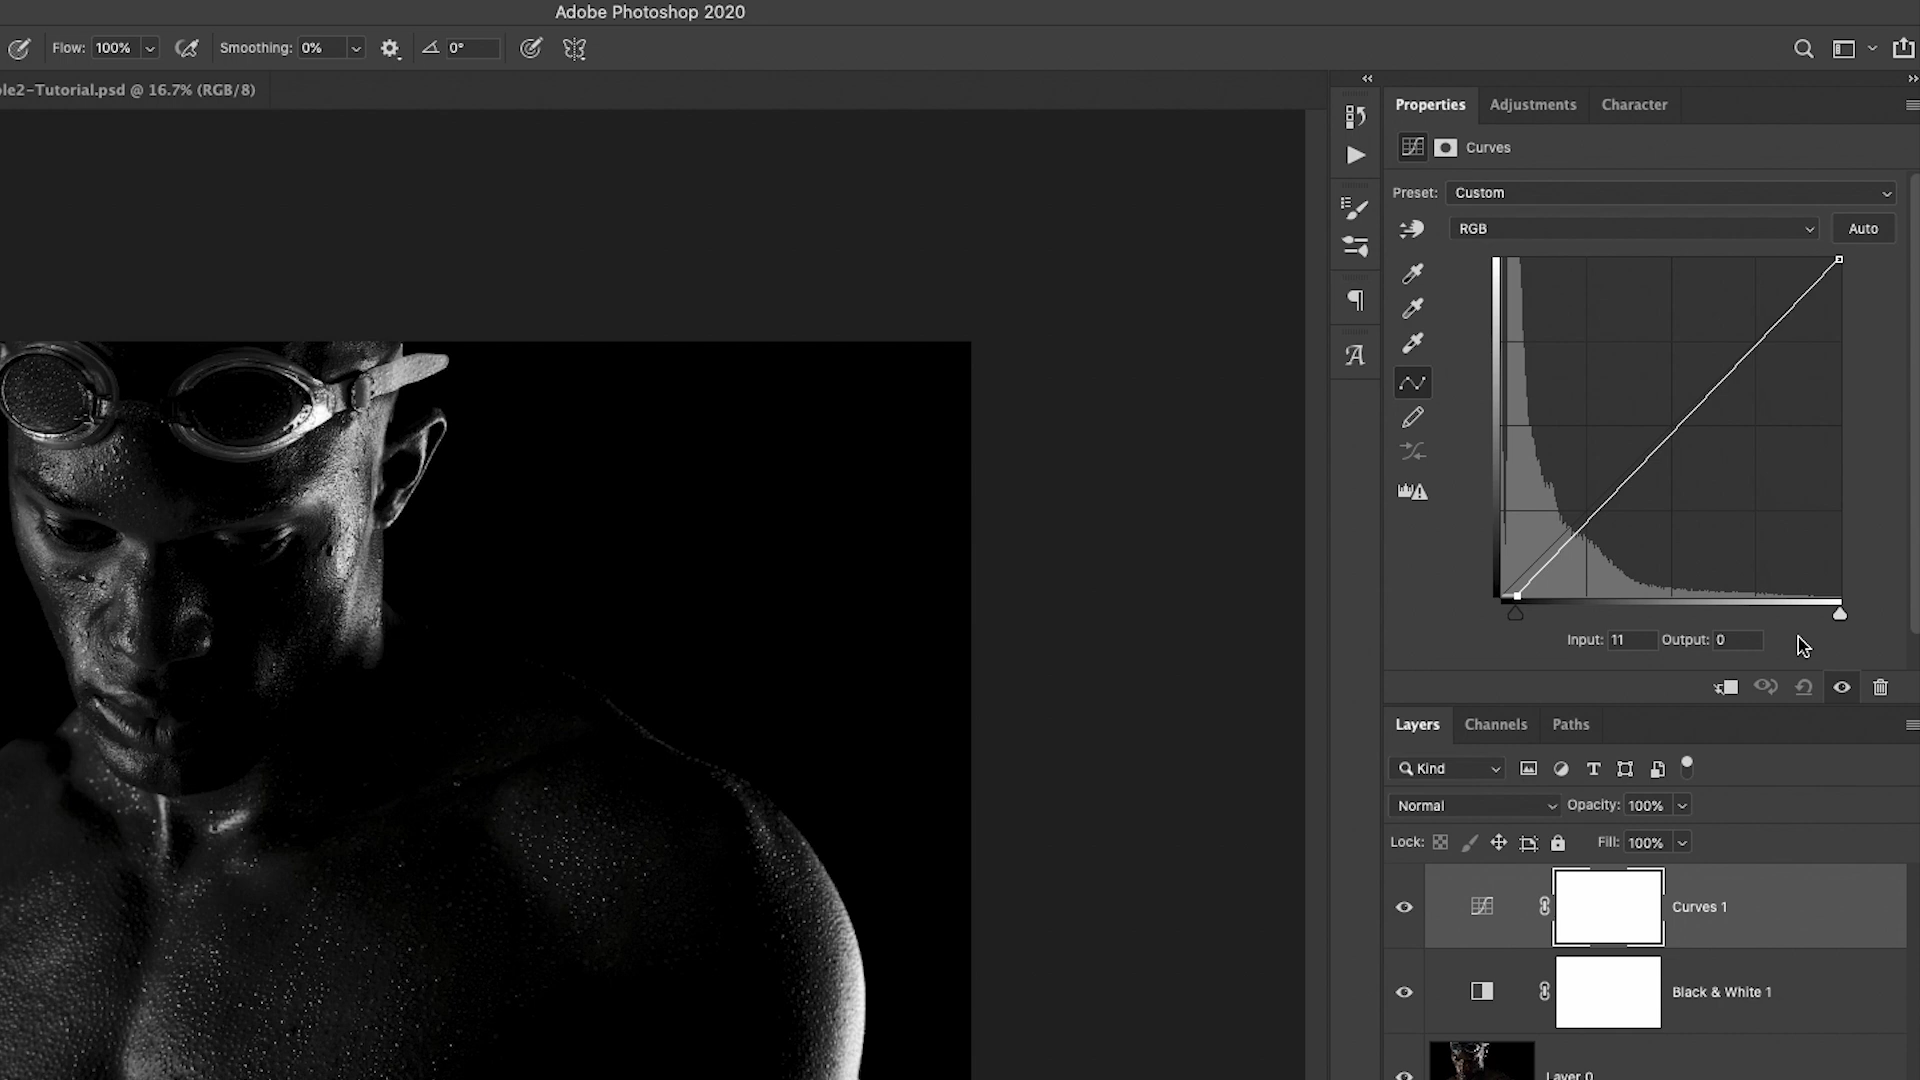 Adobe Photoshop 2020
Flow: 100% Smoothing: 0% 0°
le2-Tutorial.psd @ 16.7% (RGB/8)
Properties Adjustments Character
Curves
Preset: Custom
RGB Auto
Input: 11 Output: 0
Layers Channels Paths
Kind
Normal Opacity: 100%
Lock: Fill: 100%
Curves 1
Black & White 1
Layer 0